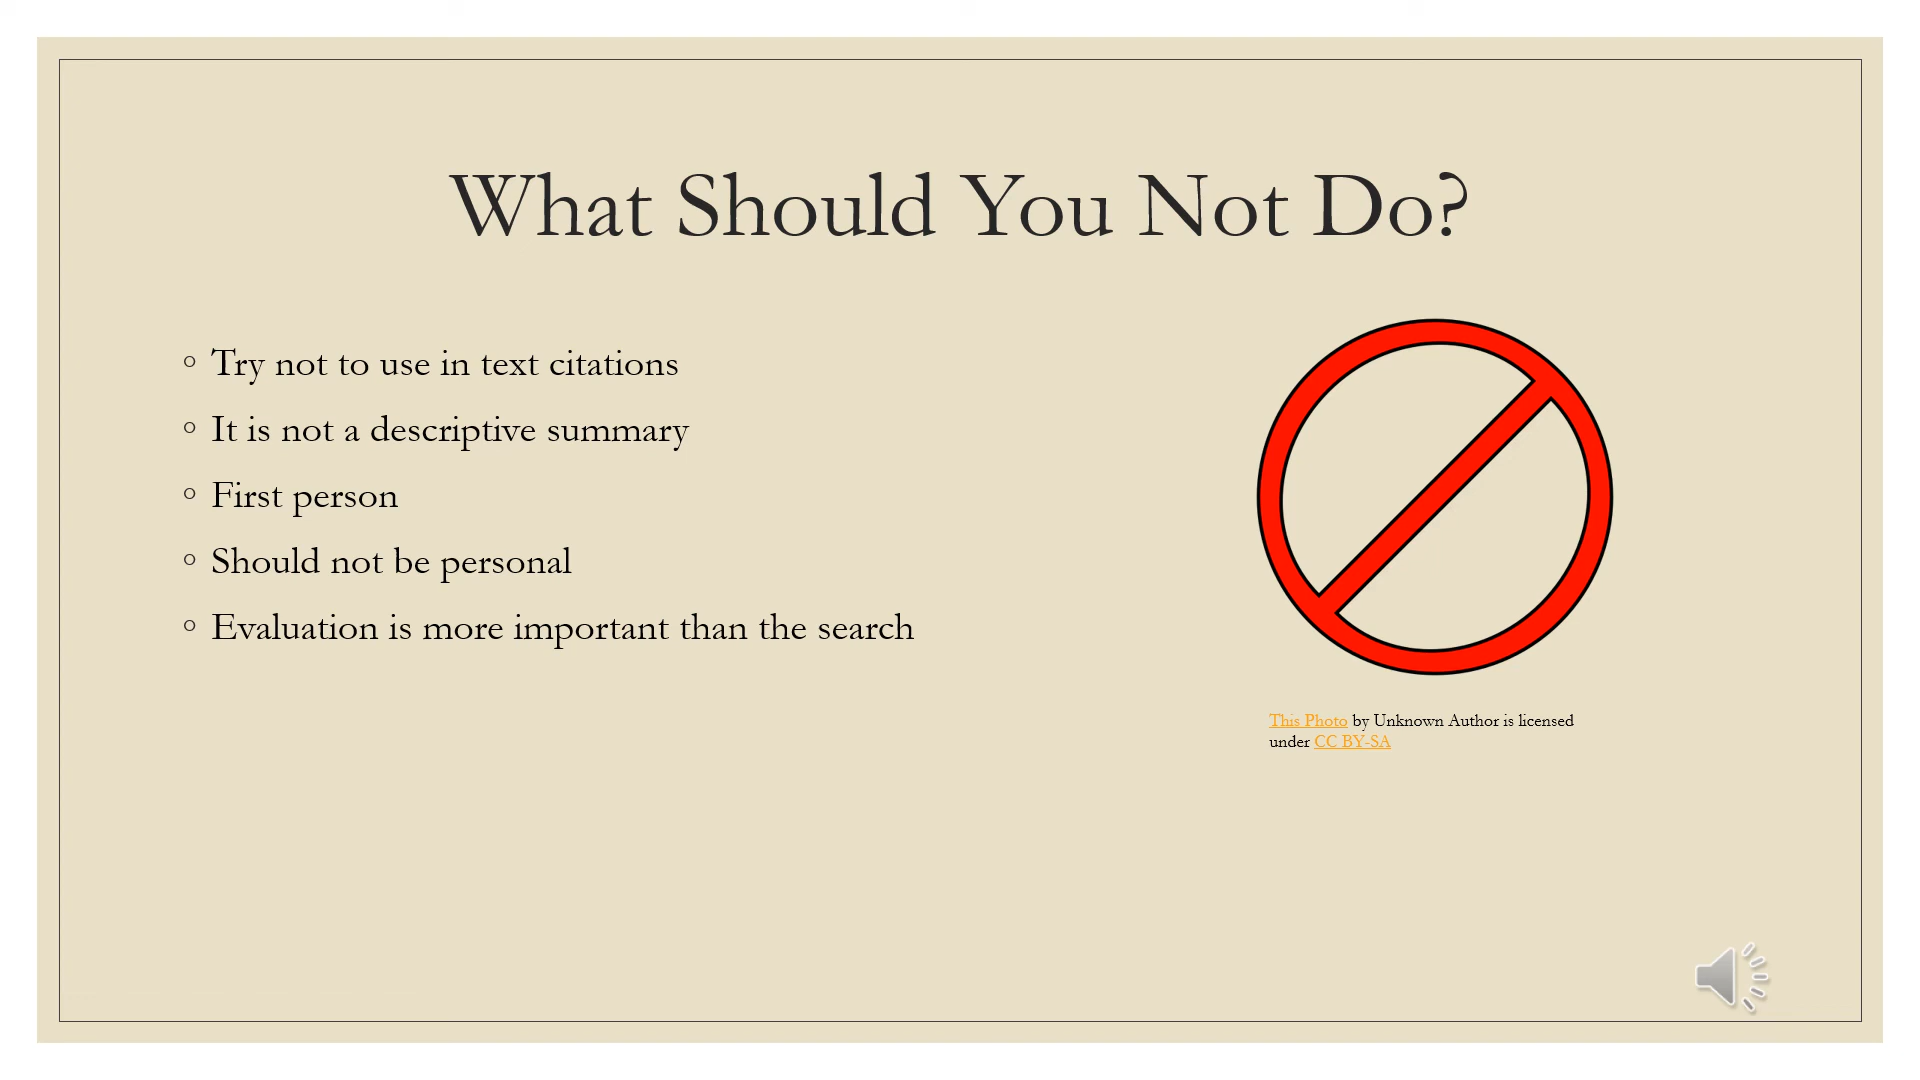 What Should You Not Do?
◦ Try not to use in text citations
◦ It is not a descriptive summary
◦ First person
◦ Should not be personal
◦ Evaluation is more important than the search
This Photo by Unknown Author is licensed
under CC BY-SA